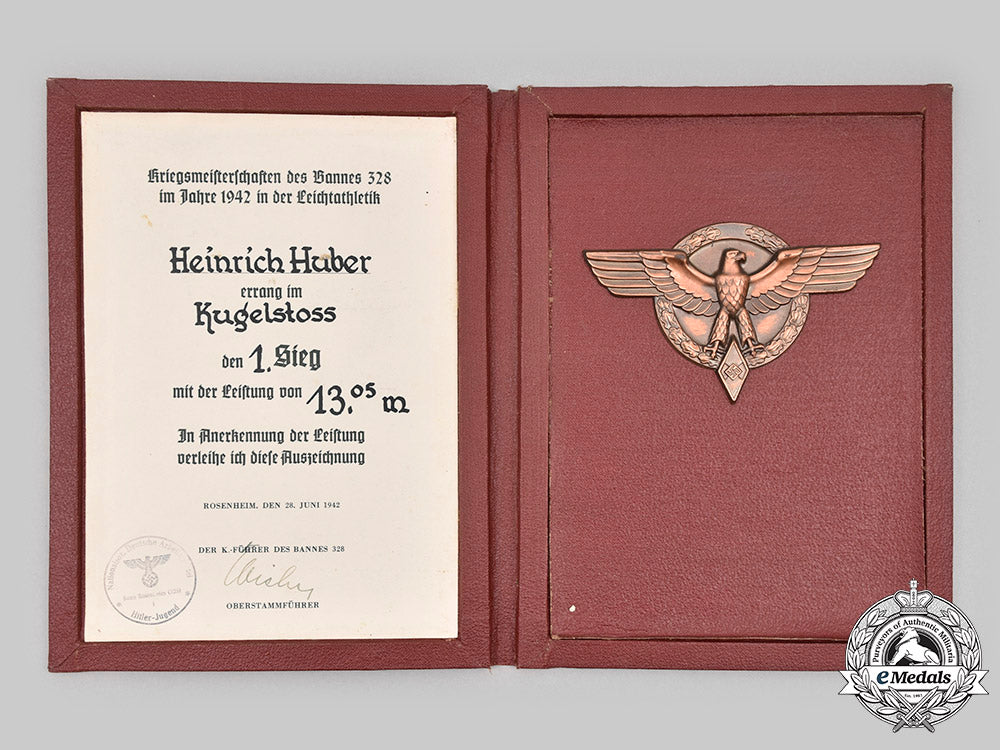 Kriegsmeisterschaften des Bannes 328
im Jahre 1942 in der Leichtathletik
Heinrich Huber
errang im
Kugelstoss
den 1. Sieg
mit der Leistung von 13.05 m
In Anerkennung der Leistung
verleihe ich diese Auszeichnung
ROSENHEIM, DEN 28. JUNI 1942
DER K.-FÜHRER DES BANNES 328
OBERSTAMMFÜHRER
Nationalsoz. Deutsche
Hitler-Jugend
Purveyors of Authentic Militaria
eMedals